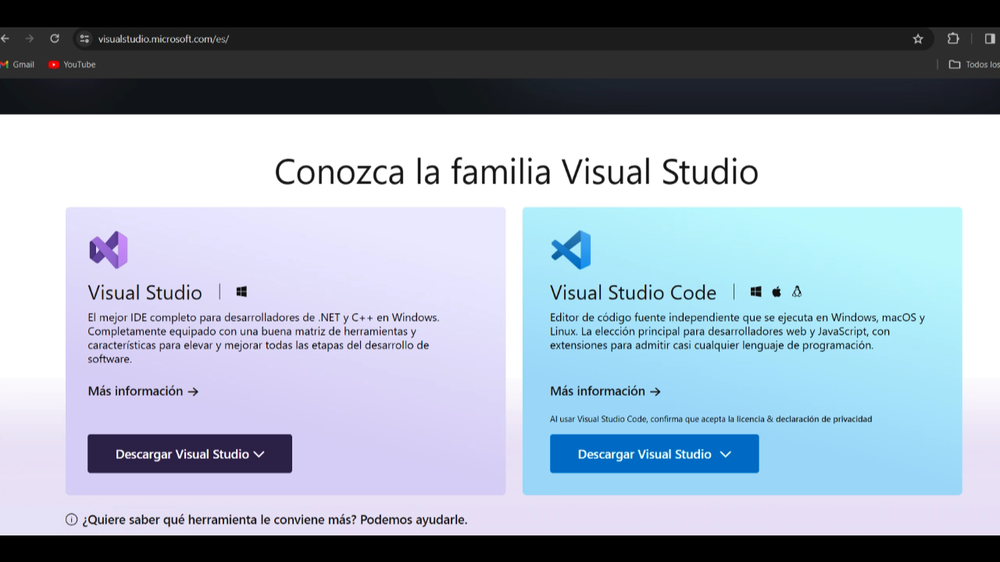 visualstudio.microsoft.com/es/
Gmail
YouTube
Todos los
Conozca la familia Visual Studio
Visual Studio
El mejor IDE completo para desarrolladores de .NET y C++ en Windows.
Completamente equipado con una buena matriz de herramientas y
características para elevar y mejorar todas las etapas del desarrollo de
software.
Más información →
Descargar Visual Studio
Visual Studio Code
Editor de código fuente independiente que se ejecuta en Windows, macOS y
Linux. La elección principal para desarrolladores web y JavaScript, con
extensiones para admitir casi cualquier lenguaje de programación.
Más información →
Al usar Visual Studio Code, confirma que acepta la licencia & declaración de privacidad
Descargar Visual Studio
¿Quiere saber qué herramienta le conviene más? Podemos ayudarle.